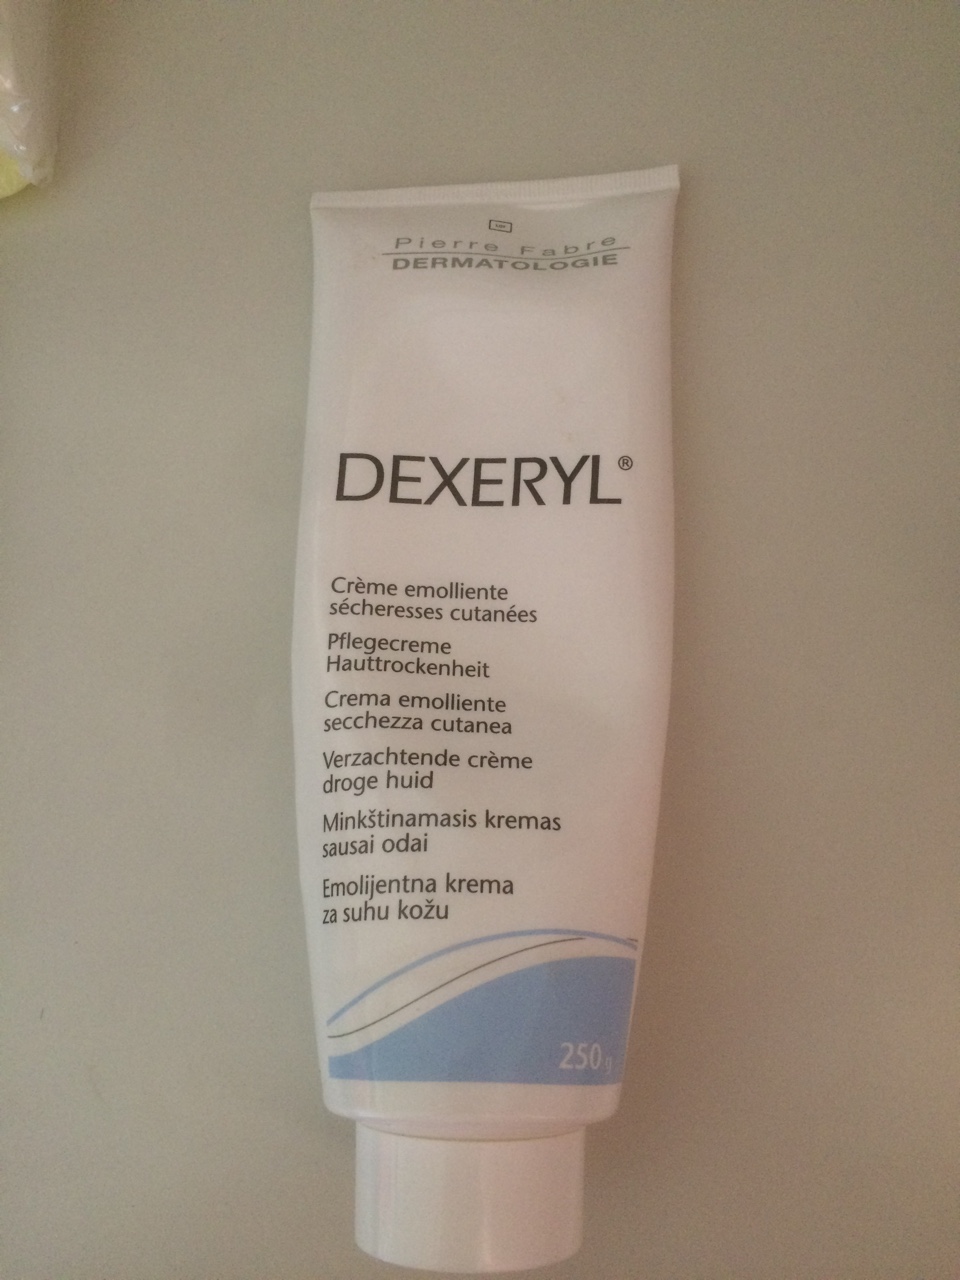 Pierre Fabre
DERMATOLOGIE
DEXERYL®
Crème emolliente
sécheresses cutanées
Pflegecreme
Hauttrockenheit
Crema emolliente
secchezza cutanea
Verzachtende crème
droge huid
Minkštinamasis kremas
sausai odai
Emolijentna krema
za suhu kožu
250 g